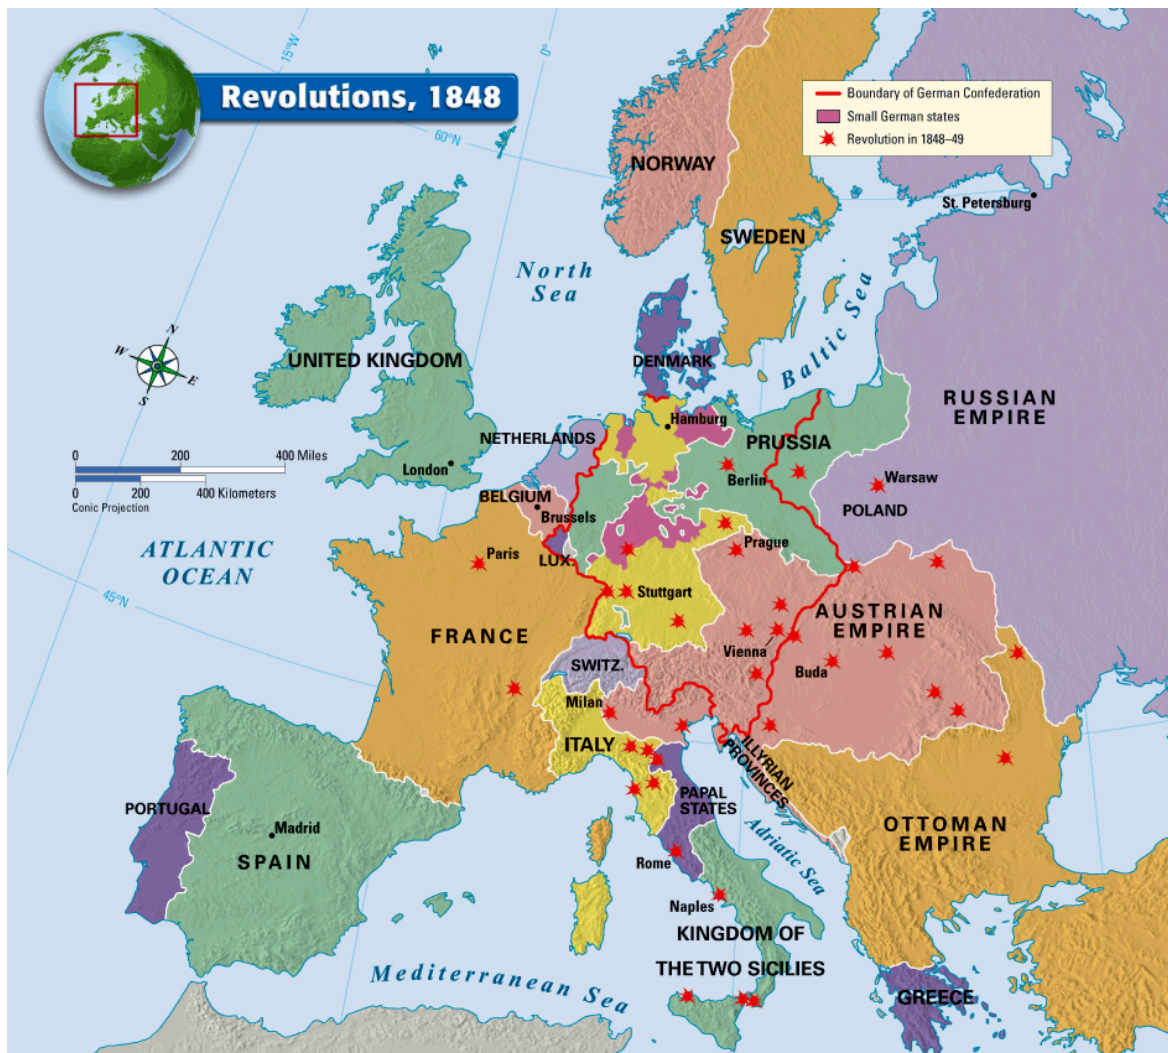 Revolutions, 1848
15°W
0°
60°N
45°N
Boundary of German Confederation
Small German states
Revolution in 1848–49
NORWAY
SWEDEN
St. Petersburg
North
Sea
Baltic Sea
N
W
E
S
UNITED KINGDOM
London
DENMARK
RUSSIAN
EMPIRE
0 200 400 Miles
0 200 400 Kilometers
Conic Projection
NETHERLANDS
Hamburg
PRUSSIA
Berlin
Warsaw
POLAND
BELGIUM
Brussels
LUX.
ATLANTIC
OCEAN
Paris
Prague
Stuttgart
FRANCE
AUSTRIAN
EMPIRE
Vienna
Buda
SWITZ.
Milan
ITALY
ILLYRIAN
PROVINCES
PAPAL
STATES
PORTUGAL
Madrid
SPAIN
OTTOMAN
EMPIRE
Adriatic Sea
Rome
Naples
KINGDOM OF
THE TWO SICILIES
Mediterranean Sea
GREECE